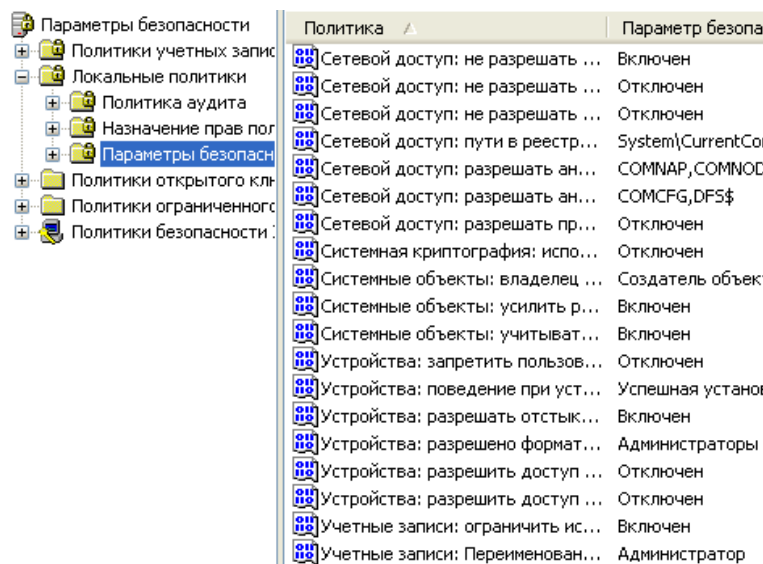 Параметры безопасности
Политики учетных запис
Локальные политики
Политика аудита
Назначение прав пол
Параметры безопасн
Политики открытого клю
Политики ограниченного
Политики безопасности
Политика
Параметр безопа
Сетевой доступ: не разрешать ... Включен
Сетевой доступ: не разрешать ... Отключен
Сетевой доступ: не разрешать ... Отключен
Сетевой доступ: пути в реестр... System\CurrentCon
Сетевой доступ: разрешать ан... COMNAP,COMNOD
Сетевой доступ: разрешать ан... COMCFG,DFS$
Сетевой доступ: разрешать пр... Отключен
Системная криптография: испо... Отключен
Системные объекты: владелец ... Создатель объект
Системные объекты: усилить р... Включен
Системные объекты: учитыват... Включен
Устройства: запретить пользов... Отключен
Устройства: поведение при уст... Успешная установ
Устройства: разрешать отстык... Включен
Устройства: разрешено формат... Администраторы
Устройства: разрешить доступ ... Отключен
Устройства: разрешить доступ ... Отключен
Учетные записи: ограничить ис... Включен
Учетные записи: Переименован... Администратор